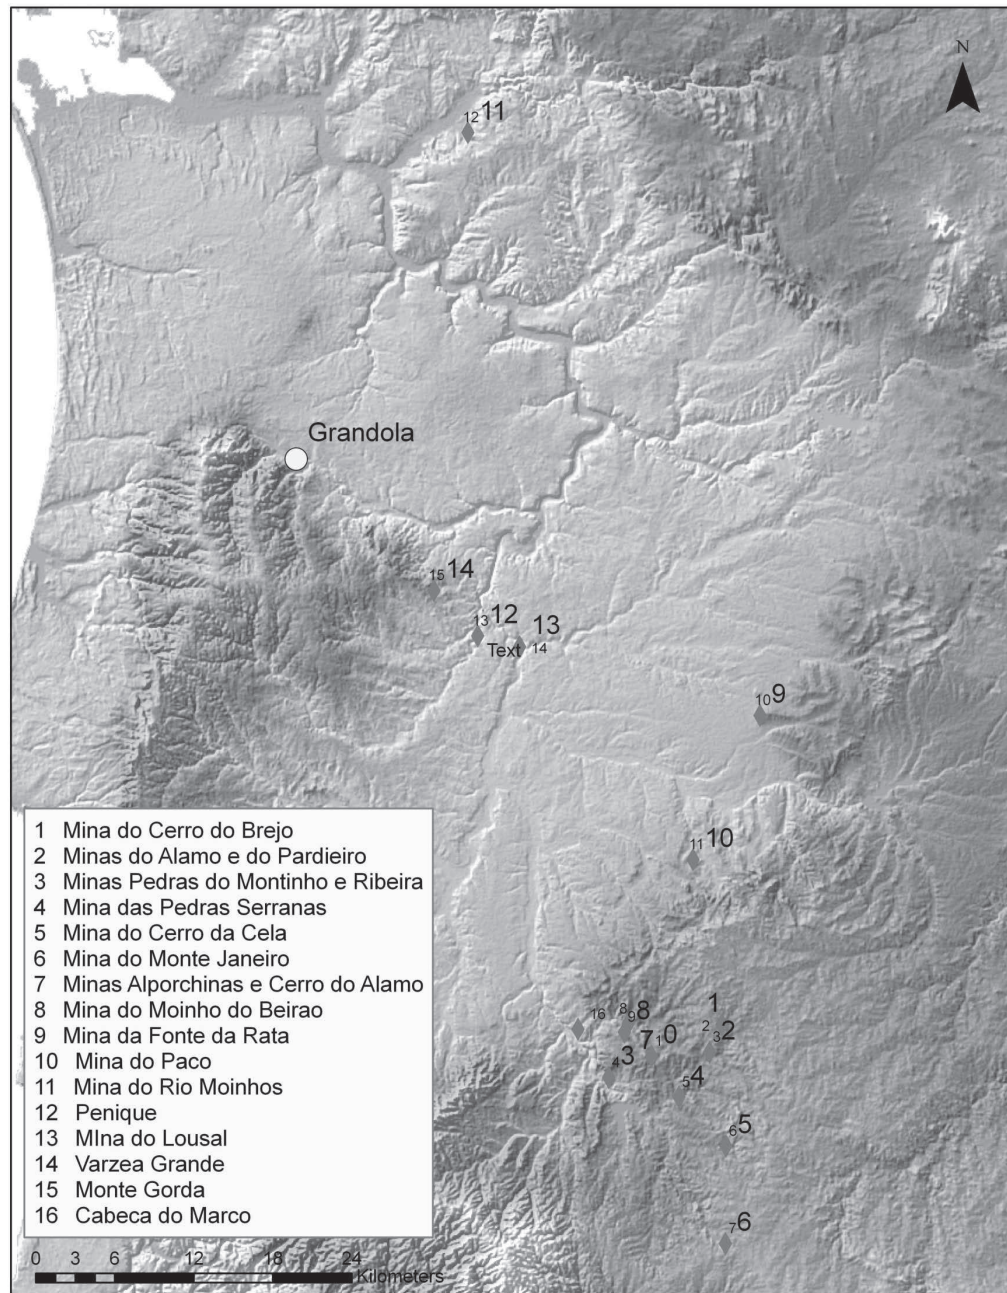 N
12 11
Grandola
15 14
13 12
13
Text 14
10 9
11 10
1
8 8
16 9 2
7 1 0 3 2
4 3
5 4
6 5
7 6
1 Mina do Cerro do Brejo
2 Minas do Alamo e do Pardieiro
3 Minas Pedras do Montinho e Ribeira
4 Mina das Pedras Serranas
5 Mina do Cerro da Cela
6 Mina do Monte Janeiro
7 Minas Alporchinas e Cerro do Alamo
8 Mina do Moinho do Beirao
9 Mina da Fonte da Rata
10 Mina do Paco
11 Mina do Rio Moinhos
12 Penique
13 MIna do Lousal
14 Varzea Grande
15 Monte Gorda
16 Cabeca do Marco
0 3 6 12 18 24
Kilometers